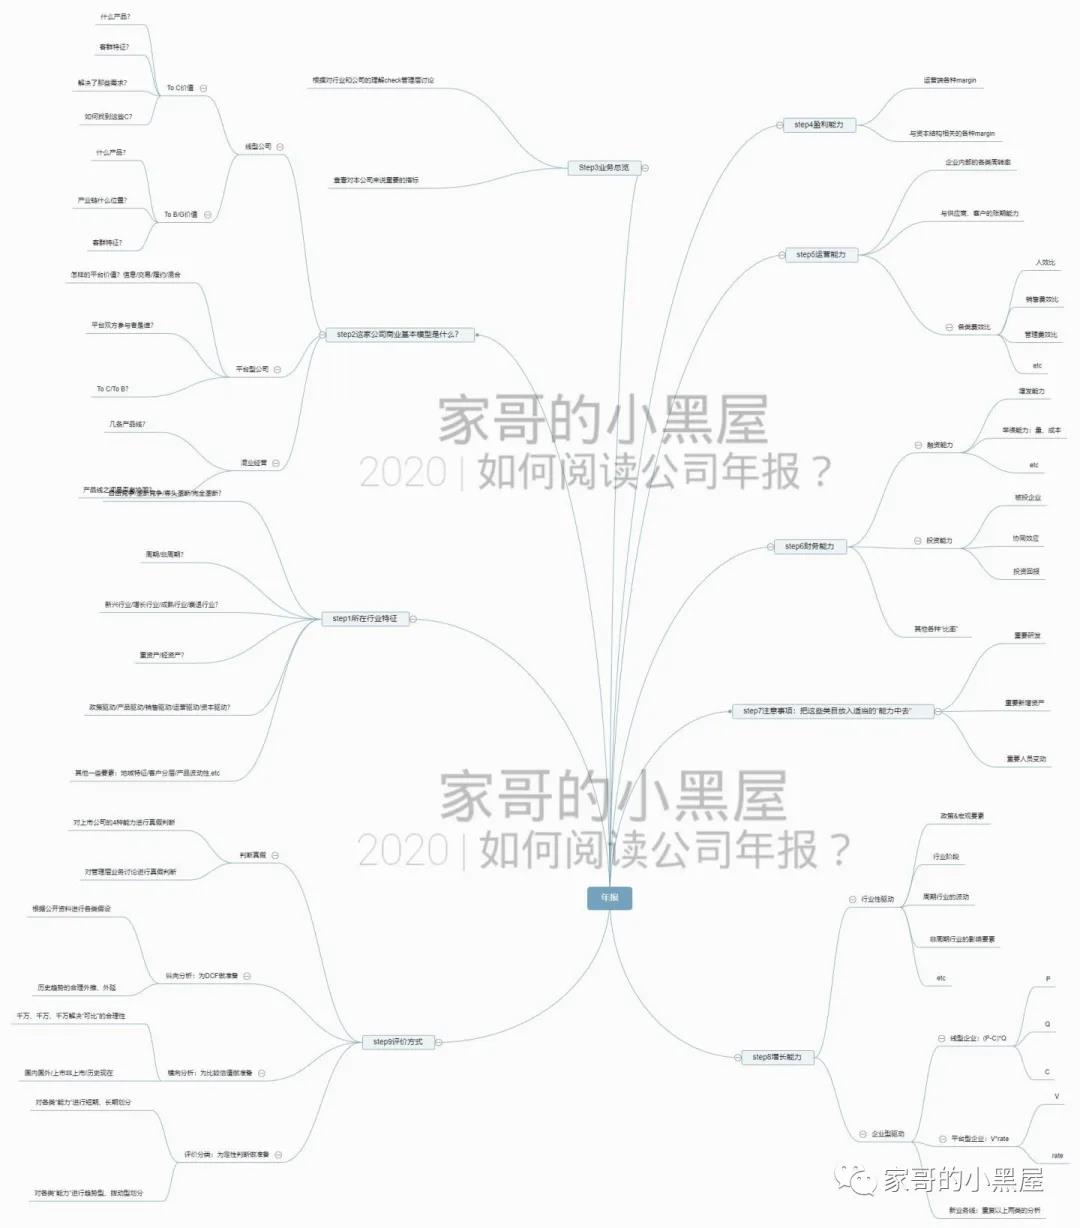 年报
step1所在行业特征
自由竞争/垄断竞争/寡头垄断/完全垄断?
周期/非周期?
新兴行业/增长行业/成熟行业/衰退行业?
重资产/轻资产?
政策驱动/产品驱动/销售驱动/运营驱动/资本驱动?
其他一些要素：地域特征/客户分层/产品波动性,etc
step2这家公司商业基本模型是什么?
线型公司
To C价值
什么产品?
客群特征?
解决了那些需求?
如何找到这些C?
To B/G价值
什么产品?
产业链什么位置?
客群特征?
平台型公司
怎样的平台价值? 信息/交易/履约/混合
平台双方参与者是谁?
To C/To B?
混业经营
几条产品线?
Step3业务总览
根据对行业和公司的理解check管理层讨论
查看对本公司来说重要的指标
step4盈利能力
运营端各种margin
与资本结构相关的各种margin
step5运营能力
企业内部的各类周转率
与供应商、客户的账期能力
各类费效比
人效比
销售费效比
管理费效比
etc
step6财务能力
融资能力
增发能力
举债能力：量、成本
etc
投资能力
被投企业
协同效应
投资回报
其他各种"比率"
step7注意事项：把这些类目放入适当的"能力中去"
重要研发
重要新增资产
重要人员变动
step8增长能力
行业性驱动
政策&宏观要素
行业阶段
周期行业的波动
非周期行业的影响要素
etc
企业型驱动
线型企业：(P-C)*Q
P
Q
C
平台型企业：V*rate
V
rate
新业务线：重复以上两类的分析
step9评价方式
判断真假
对上市公司的4种能力进行真假判断
对管理层业务讨论进行真假判断
纵向分析：为DCF做准备
根据公开资料进行各类假设
历史趋势的合理外推、外延
横向分析：为比较估值做准备
千万、千万、千万解决"可比"的合理性
国内国外/上市非上市/历史现在
评价分类：为定性判断做准备
对各类"能力"进行短期、长期划分
对各类"能力"进行趋势型、拨动型划分
家哥的小黑屋
2020 | 如何阅读公司年报？
家哥的小黑屋
2020 | 如何阅读公司年报？
家哥的小黑屋